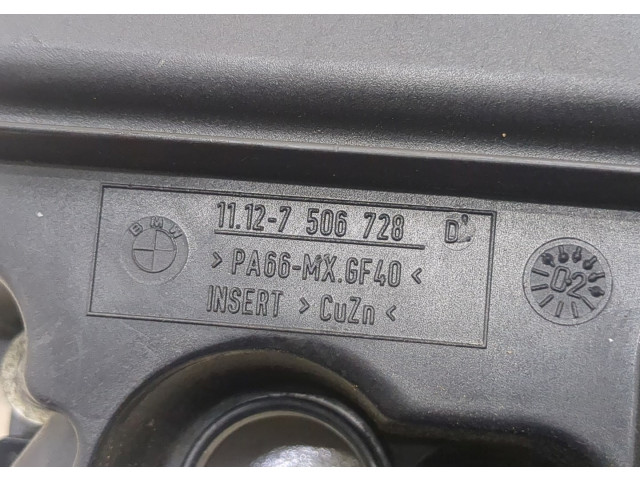 BMW
11.12-7 506 728 D
> PA66-MX.GF40 <
INSERT > CuZn <
02